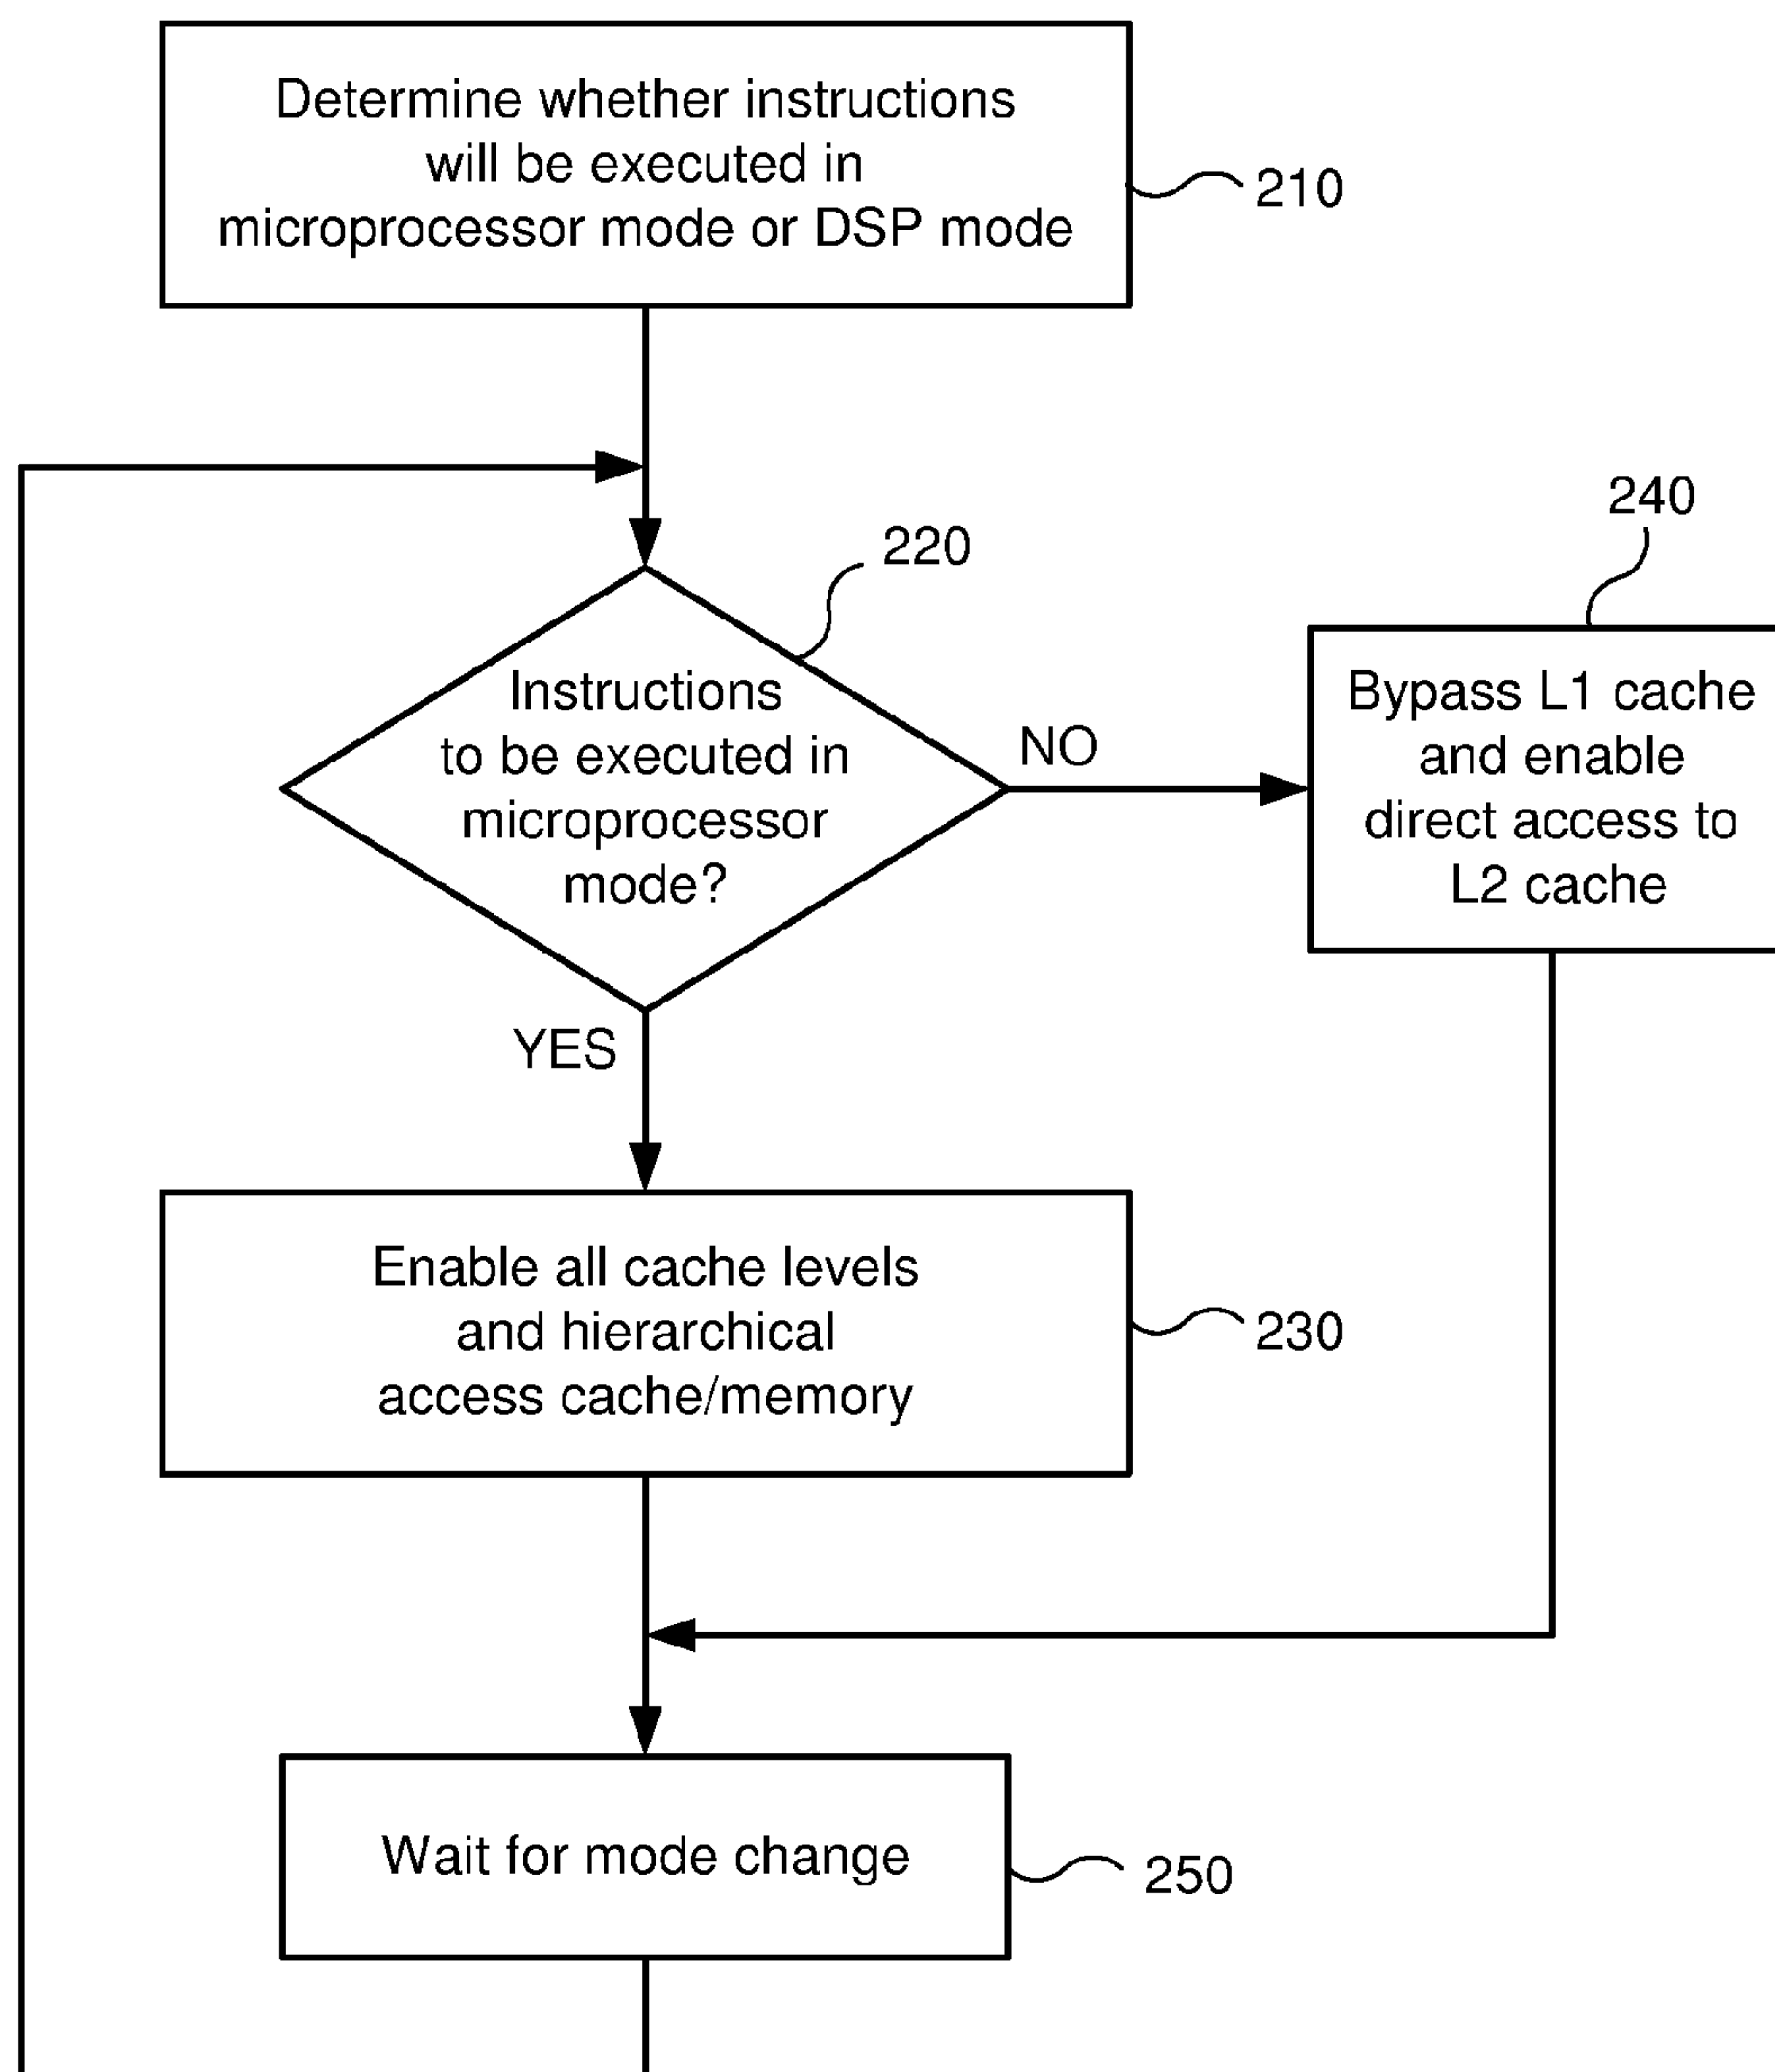 Determine whether instructions
will be executed in
microprocessor mode or DSP mode
210
220
240
Instructions
to be executed in
microprocessor
mode?
NO
Bypass L1 cache
and enable
direct access to
L2 cache
YES
Enable all cache levels
and hierarchical
access cache/memory
230
Wait for mode change
250